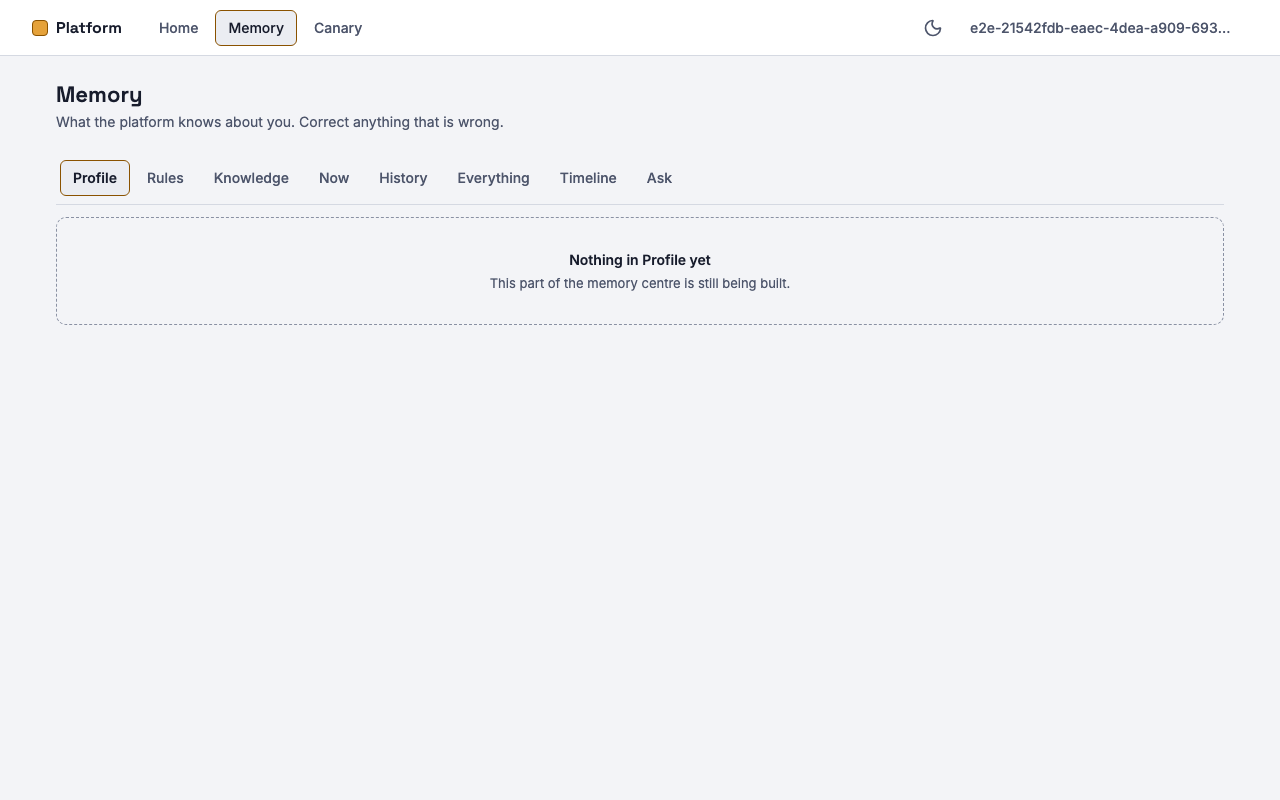 Platform
Home
Memory
Canary
e2e-21542fdb-eaec-4dea-a909-693...
Memory
What the platform knows about you. Correct anything that is wrong.
Profile
Rules
Knowledge
Now
History
Everything
Timeline
Ask
Nothing in Profile yet
This part of the memory centre is still being built.